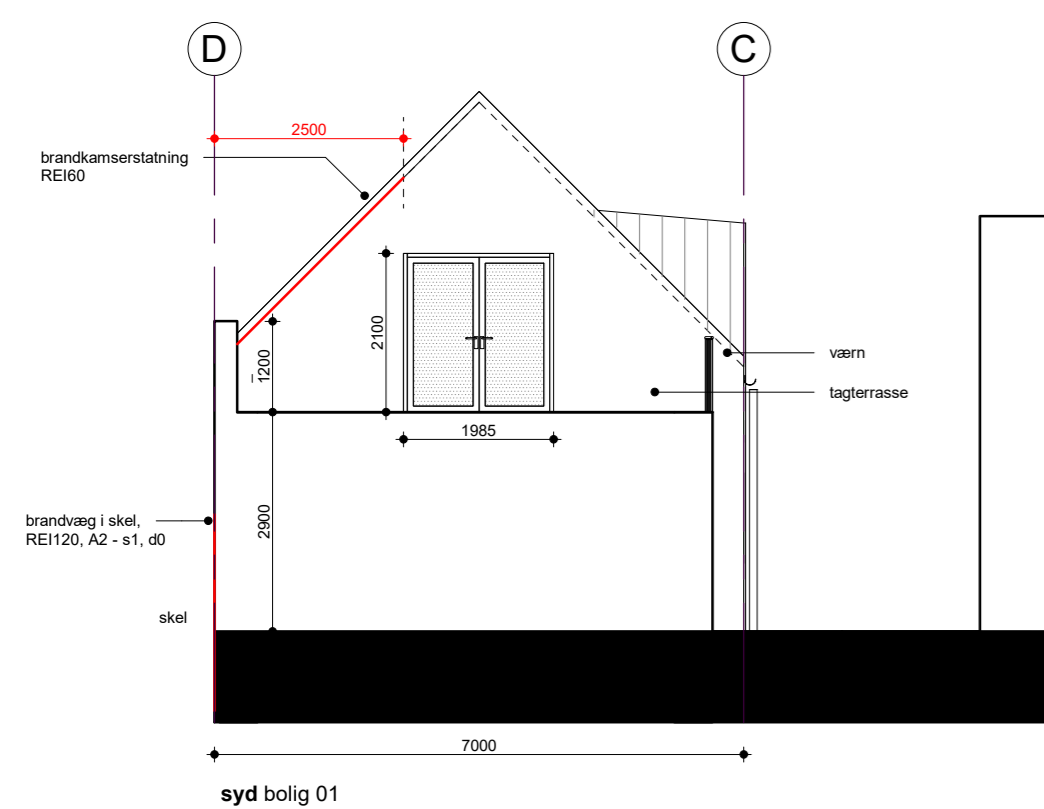 D
C
2500
brandkamserstatning
REI60
2100
1200
værn
tagterrasse
1985
2900
brandvæg i skel,
REI120, A2 - s1, d0
skel
7000
syd bolig 01